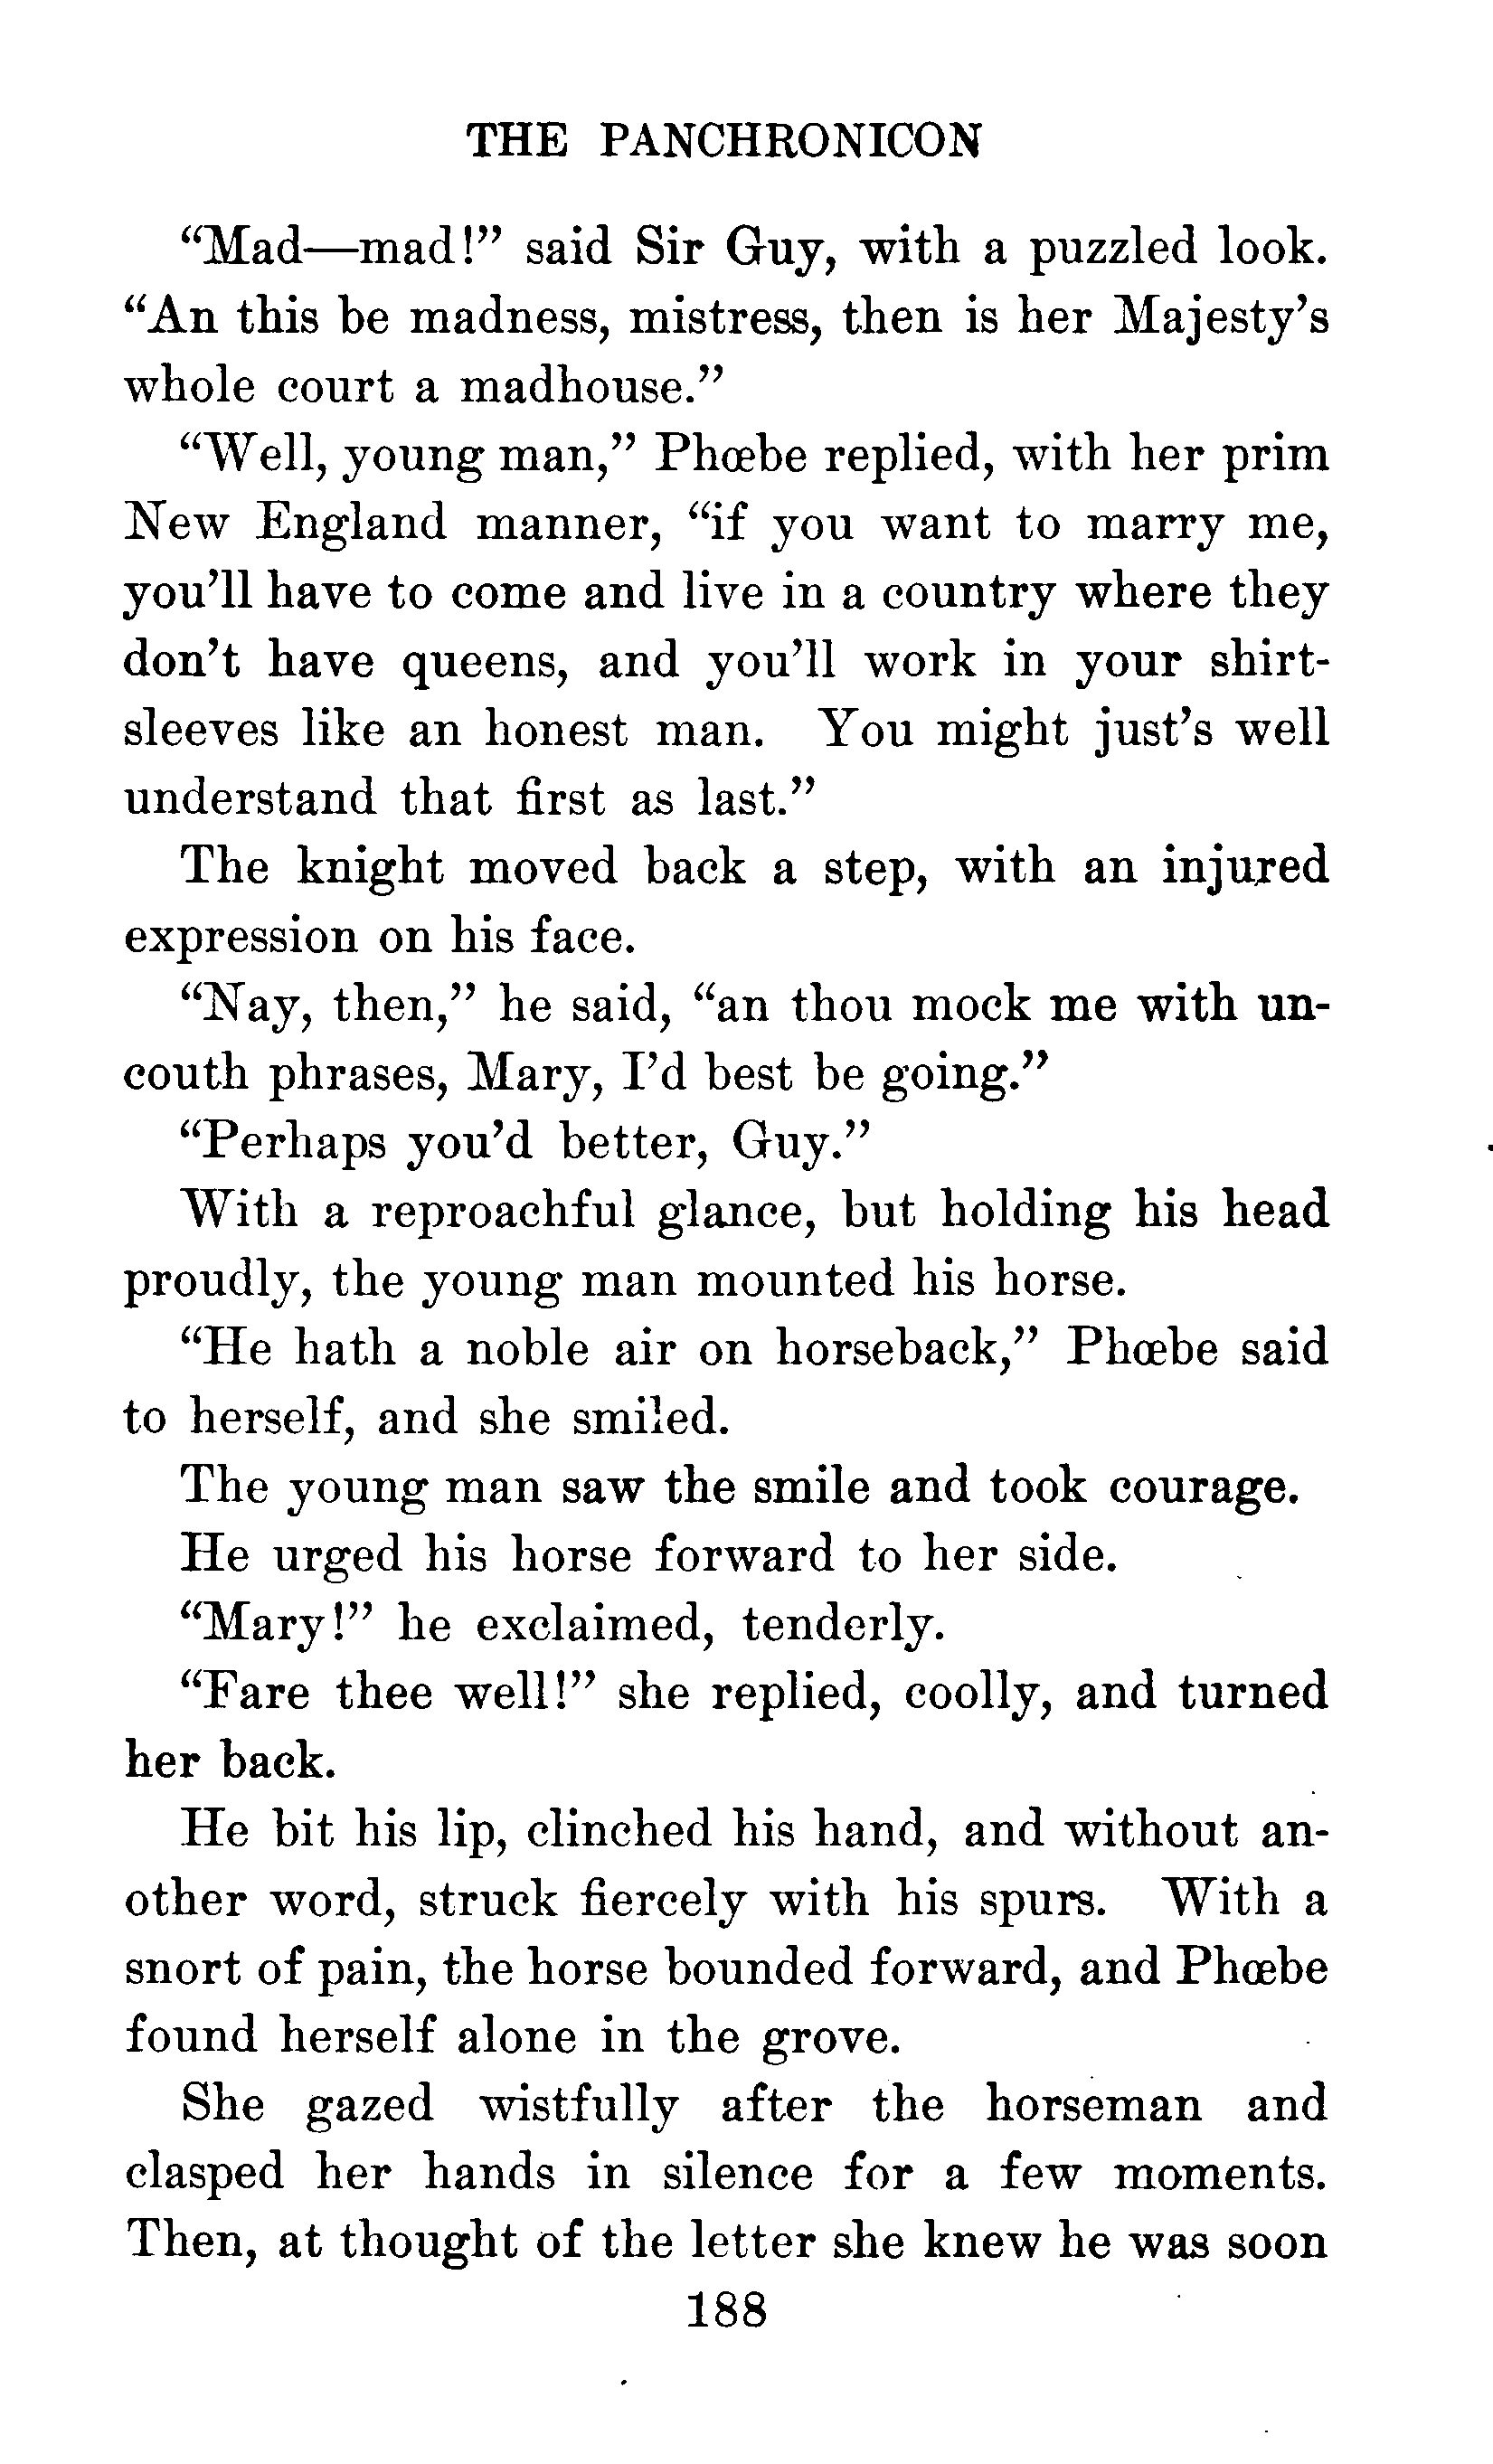 THE PANCHRONICON
“Mad—mad!” said Sir Guy, with a puzzled look.
“An this be madness, mistress, then is her Majesty’s
whole court a madhouse.”
“Well, young man,” Phœbe replied, with her prim
New England manner, “if you want to marry me,
you’ll have to come and live in a country where they
don’t have queens, and you’ll work in your shirt-
sleeves like an honest man. You might just’s well
understand that first as last.”
The knight moved back a step, with an injured
expression on his face.
“Nay, then,” he said, “an thou mock me with un-
couth phrases, Mary, I’d best be going.”
“Perhaps you’d better, Guy.”
With a reproachful glance, but holding his head
proudly, the young man mounted his horse.
“He hath a noble air on horseback,” Phœbe said
to herself, and she smiled.
The young man saw the smile and took courage.
He urged his horse forward to her side.
“Mary!” he exclaimed, tenderly.
“Fare thee well!” she replied, coolly, and turned
her back.
He bit his lip, clinched his hand, and without an-
other word, struck fiercely with his spurs. With a
snort of pain, the horse bounded forward, and Phœbe
found herself alone in the grove.
She gazed wistfully after the horseman and
clasped her hands in silence for a few moments.
Then, at thought of the letter she knew he was soon
188